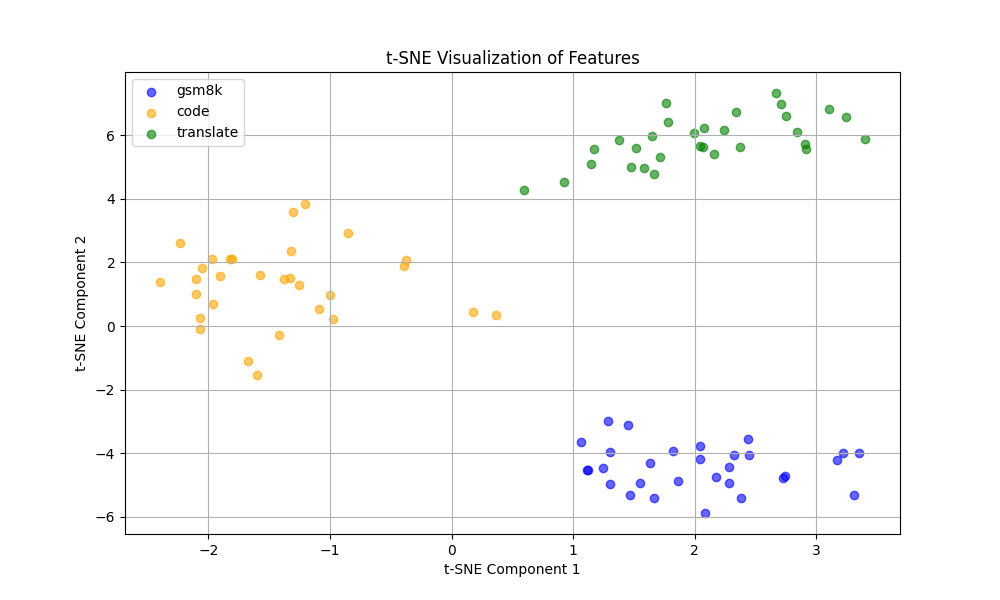 t-SNE Visualization of Features
gsm8k
code
translate
t-SNE Component 2
6
4
2
0
−2
−4
−6
−2
−1
0
1
2
3
t-SNE Component 1